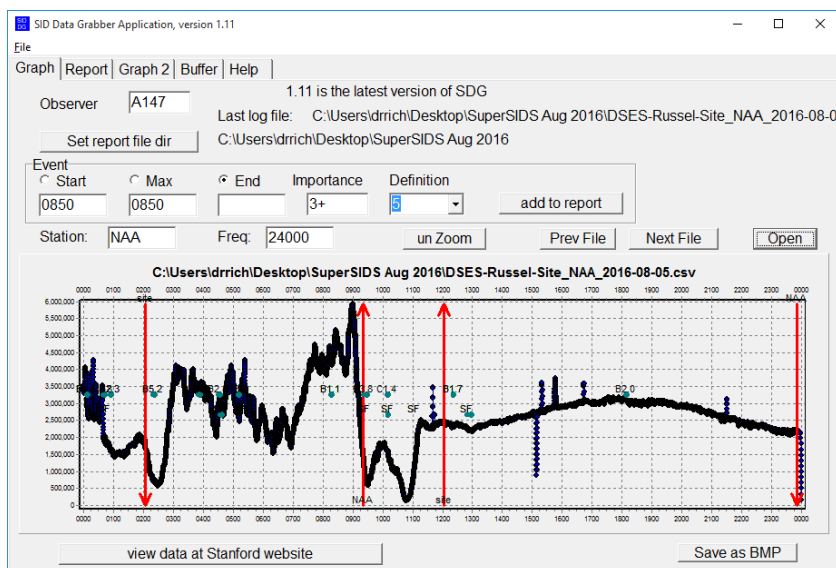 SID Data Grabber Application, version 1.11
File
Graph Report Graph 2 Buffer Help
1.11 is the latest version of SDG
Observer A147
Last log file: C:\Users\drrich\Desktop\SuperSIDS Aug 2016\DSES-Russel-Site_NAA_2016-08-0
Set report file dir C:\Users\drrich\Desktop\SuperSIDS Aug 2016
Event
Start Max End Importance Definition
0850 0850 3+ 5 add to report
Station: NAA Freq: 24000 un Zoom Prev File Next File Open
C:\Users\drrich\Desktop\SuperSIDS Aug 2016\DSES-Russel-Site_NAA_2016-08-05.csv
0000 0100 0200 0300 0400 0500 0600 0700 0800 0900 1000 1100 1200 1300 1400 1500 1600 1700 1800 1900 2000 2100 2200 2300 0000
site NAA
6,000,000
5,500,000
5,000,000
4,500,000
4,000,000
3,500,000
B5.2 B1.1 C1.4 B1.7 B2.0
3,000,000
SF SF SF
2,500,000
2,000,000
1,500,000
1,000,000
500,000
0
NAA site
0000 0100 0200 0300 0400 0500 0600 0700 0800 0900 1000 1100 1200 1300 1400 1500 1600 1700 1800 1900 2000 2100 2200 2300 0000
view data at Stanford website Save as BMP